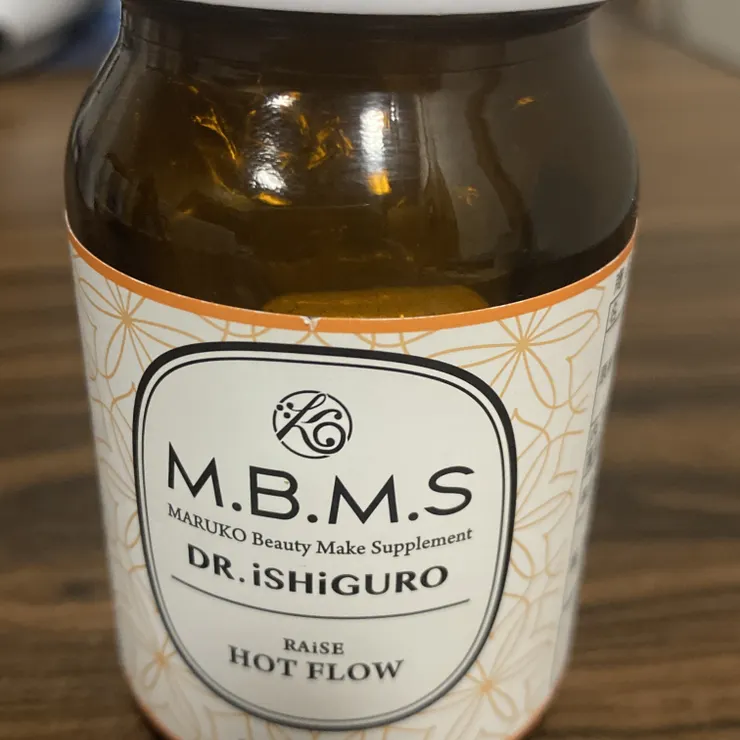 M.B.M.S
MARUKO Beauty Make Supplement
DR.iSHiGURO
RAiSE
HOT FLOW